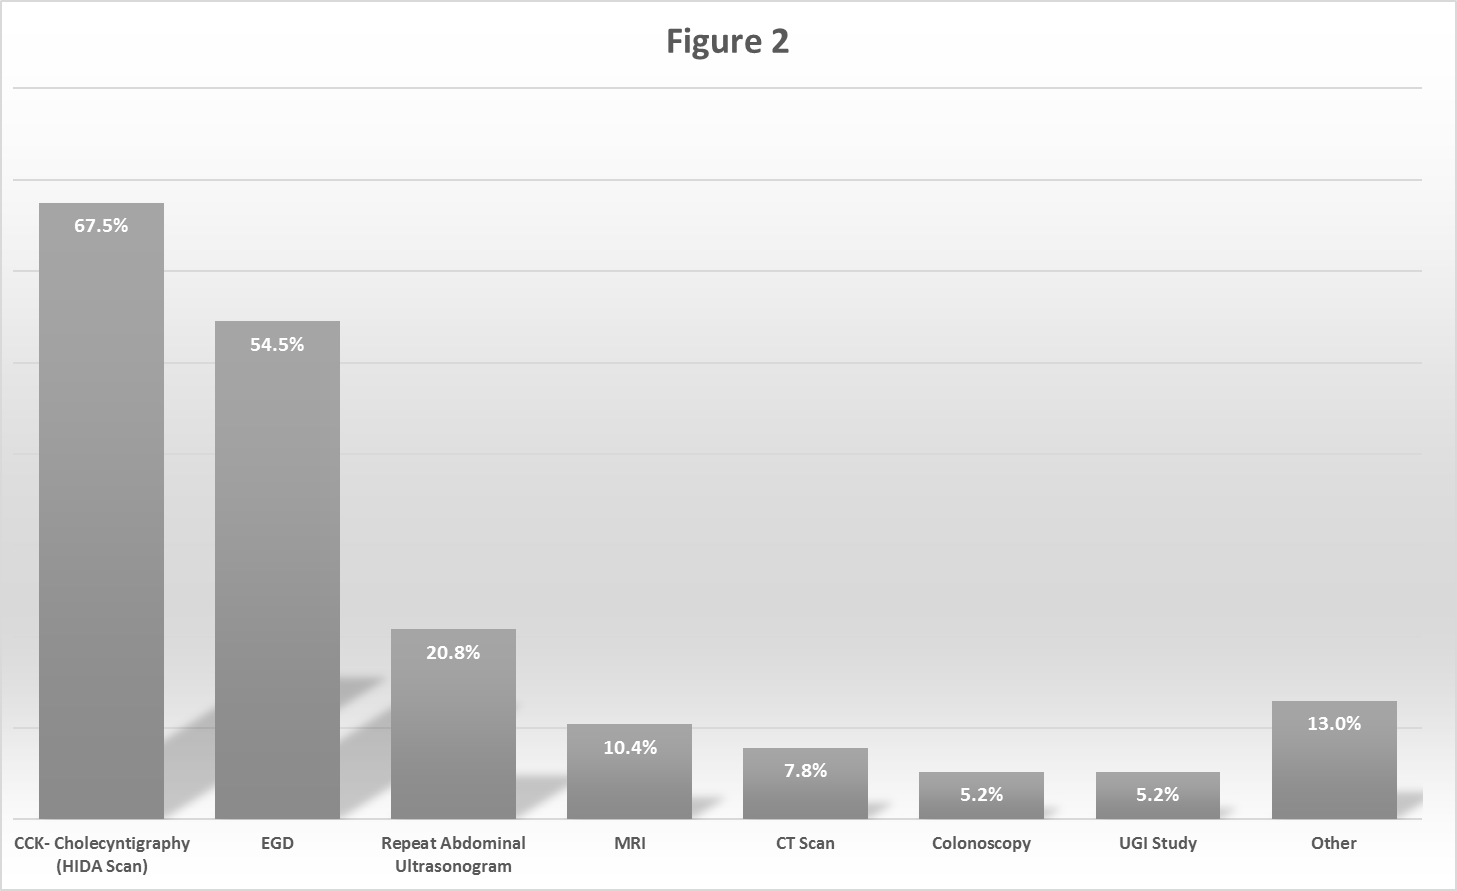 Figure 2
67.5%
54.5%
20.8%
10.4%
7.8%
5.2%
5.2%
13.0%
CCK- Cholecyntigraphy
(HIDA Scan)
EGD
Repeat Abdominal
Ultrasonogram
MRI
CT Scan
Colonoscopy
UGI Study
Other